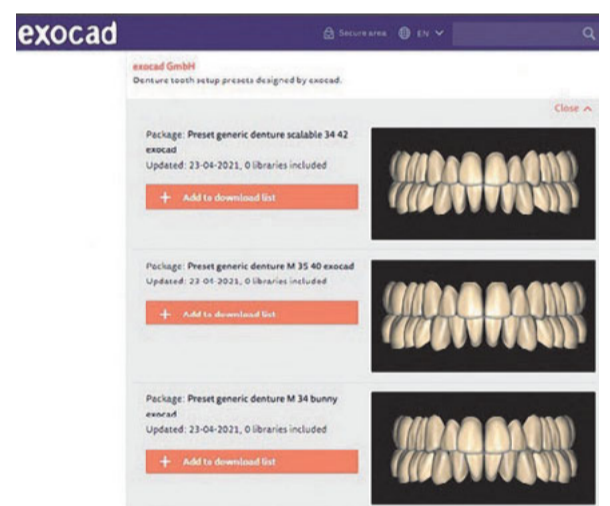 exocad
Secure area EN
exocad GmbH
Denture tooth setup presets designed by exocad.
Close
Package: Preset generic denture scalable 34 42
exocad
Updated: 23-04-2021, 0 libraries included
+ Add to download list
Package: Preset generic denture M 35 40 exocad
Updated: 23-04-2021, 0 libraries included
+ Add to download list
Package: Preset generic denture M 34 bunny
exocad
Updated: 23-04-2021, 0 libraries included
+ Add to download list